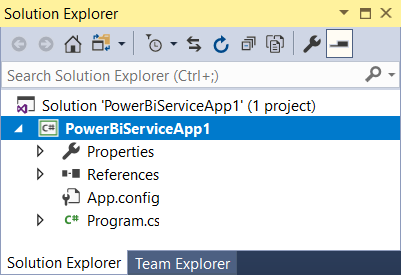 Solution Explorer
Search Solution Explorer (Ctrl+;)
Solution 'PowerBiServiceApp1' (1 project)
C# PowerBiServiceApp1
Properties
References
App.config
C# Program.cs
Solution Explorer Team Explorer